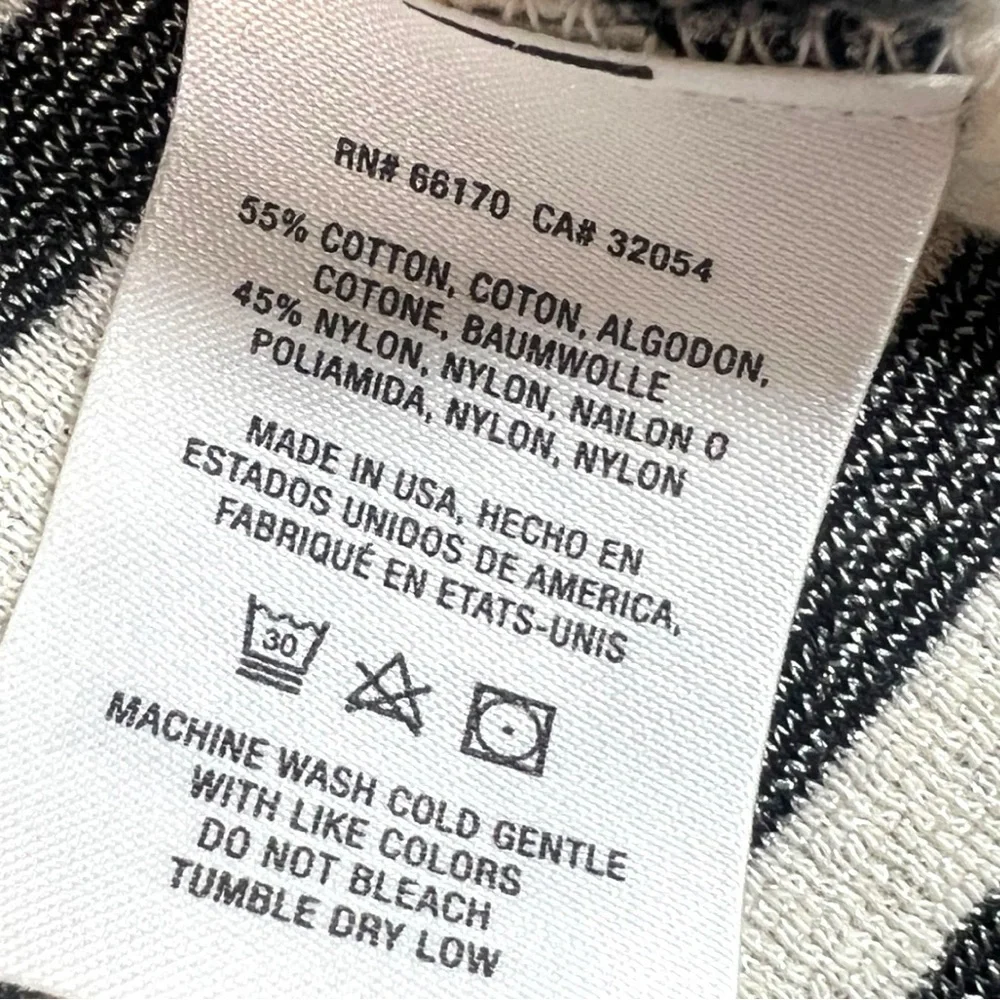 RN# 66170 CA# 32054
55% COTTON, COTON, ALGODON,
COTONE, BAUMWOLLE
45% NYLON, NYLON, NAILON O
POLIAMIDA, NYLON, NYLON
MADE IN USA, HECHO EN
ESTADOS UNIDOS DE AMERICA,
FABRIQUÉ EN ETATS-UNIS
30
MACHINE WASH COLD GENTLE
WITH LIKE COLORS
DO NOT BLEACH
TUMBLE DRY LOW